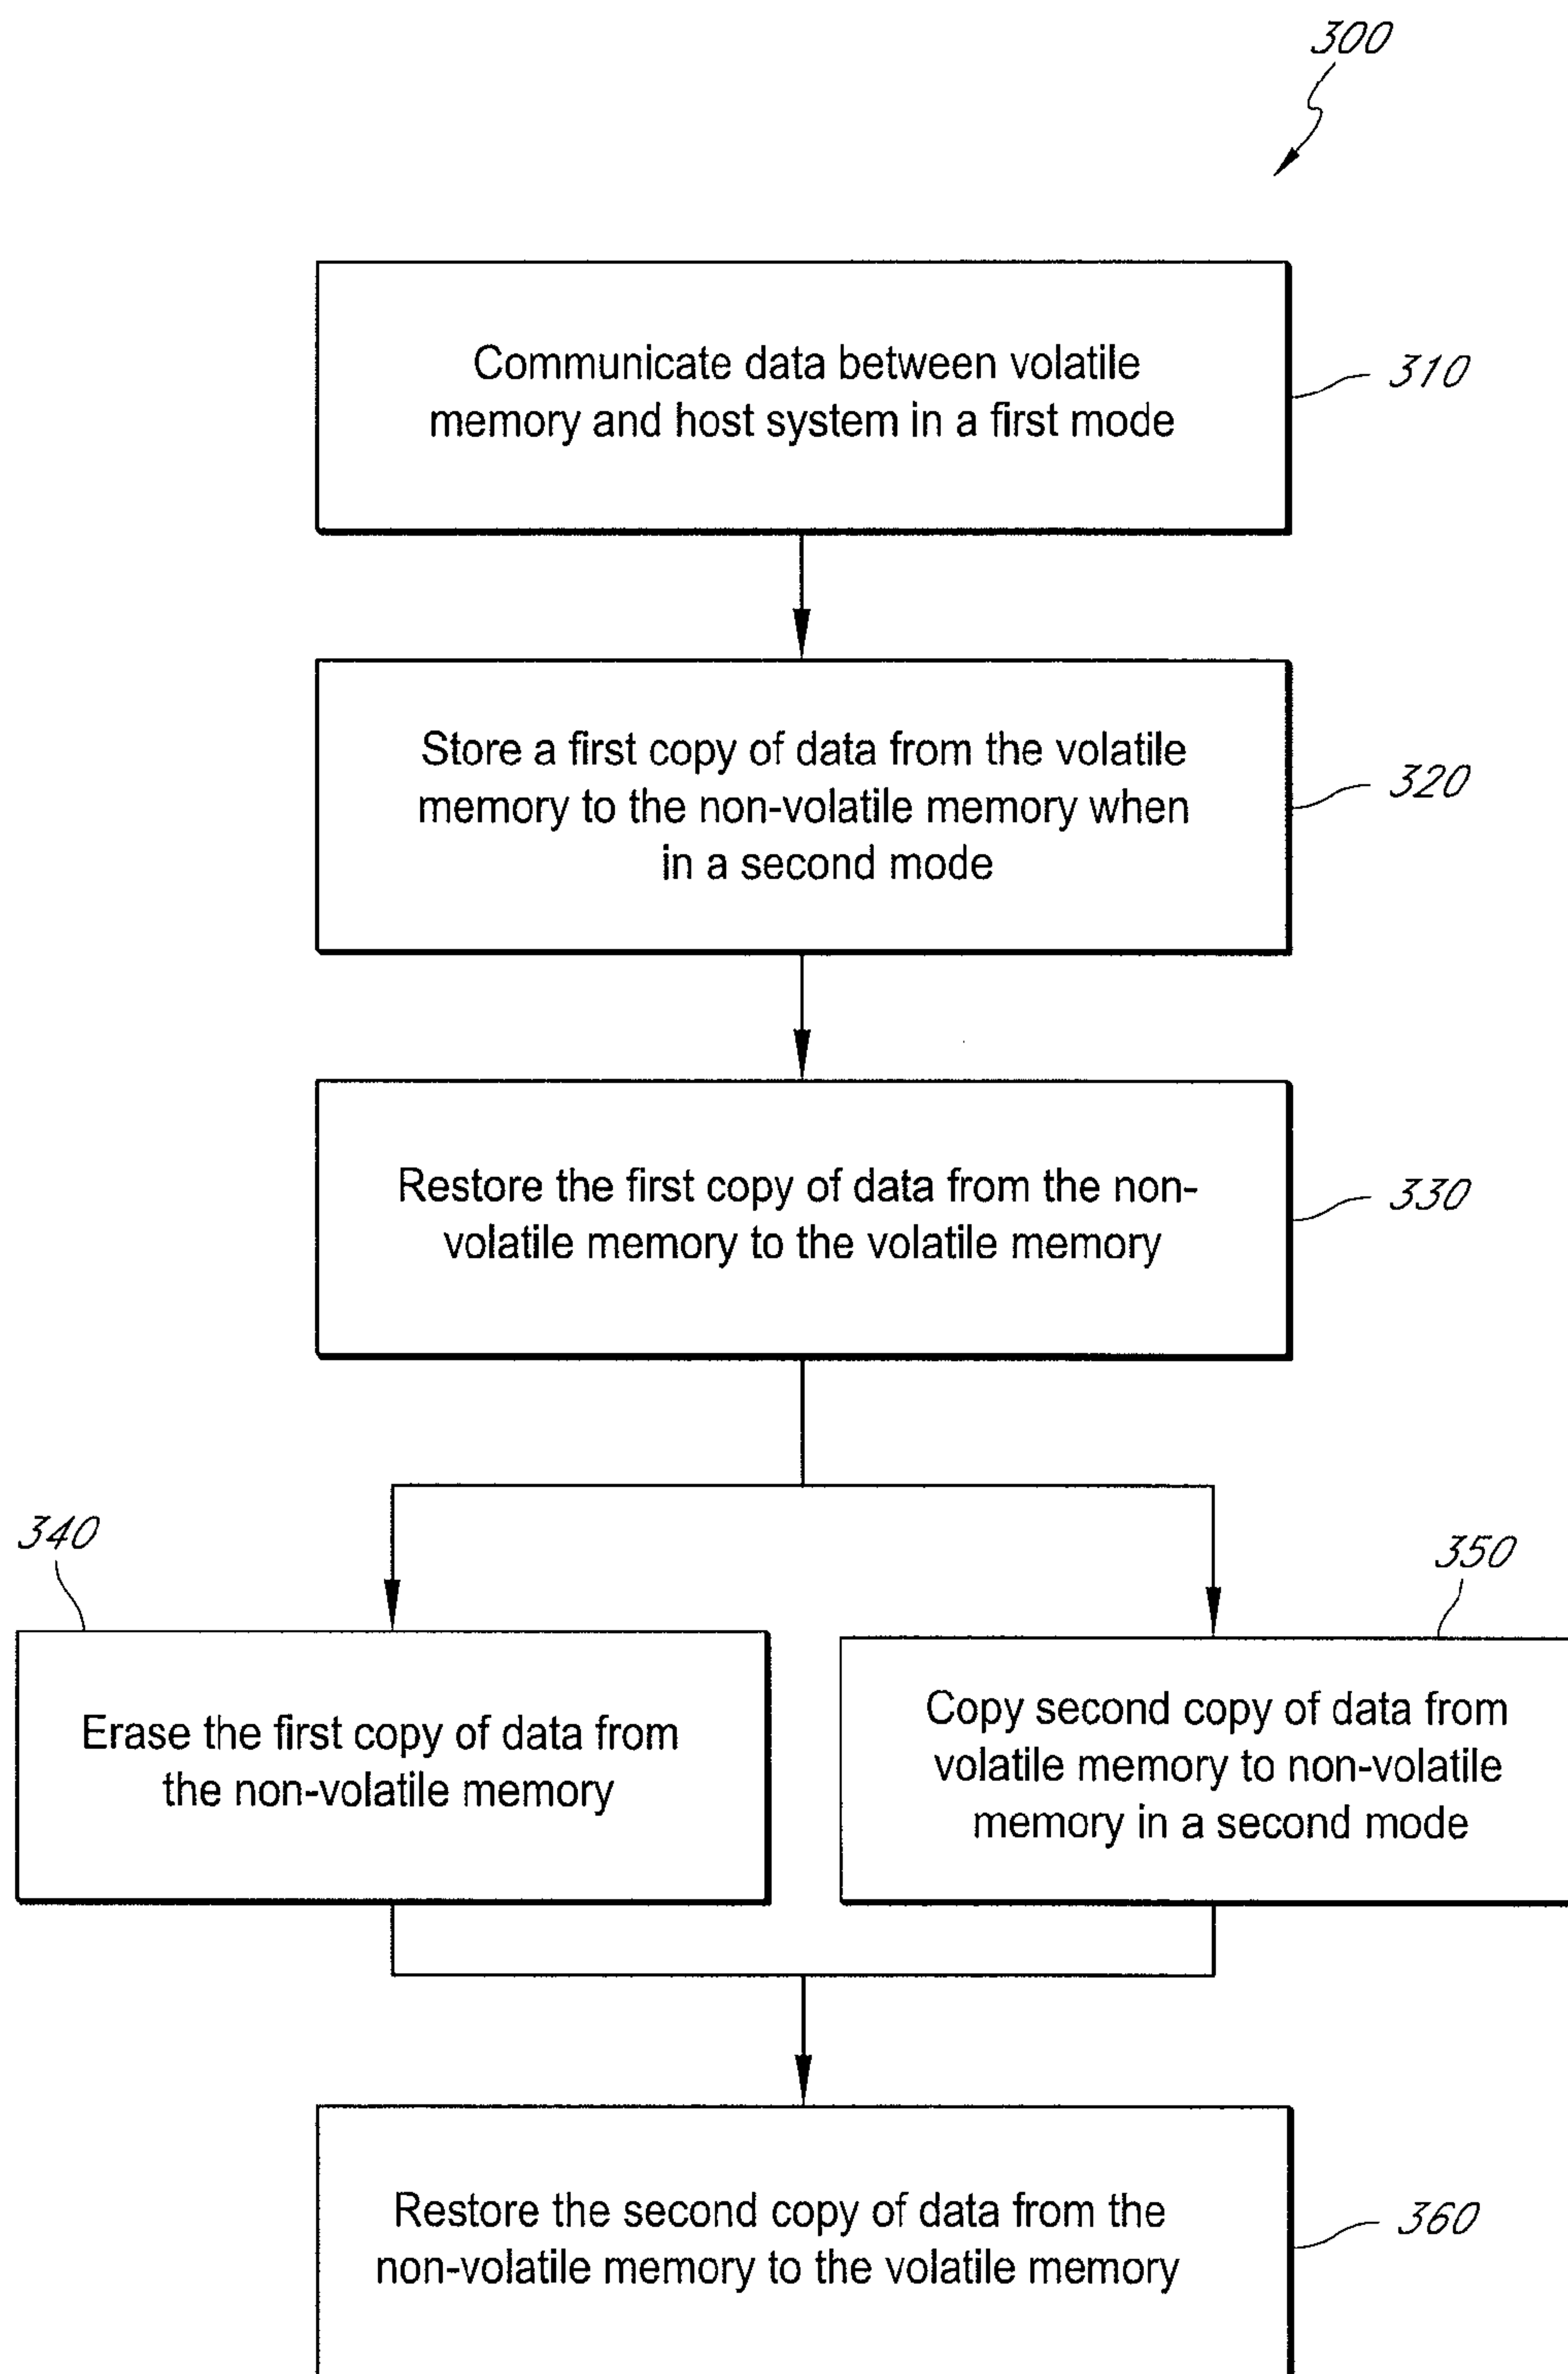 300
Communicate data between volatile
memory and host system in a first mode
310
Store a first copy of data from the volatile
memory to the non-volatile memory when
in a second mode
320
Restore the first copy of data from the non-
volatile memory to the volatile memory
330
340
350
Erase the first copy of data from
the non-volatile memory
Copy second copy of data from
volatile memory to non-volatile
memory in a second mode
Restore the second copy of data from the
non-volatile memory to the volatile memory
360